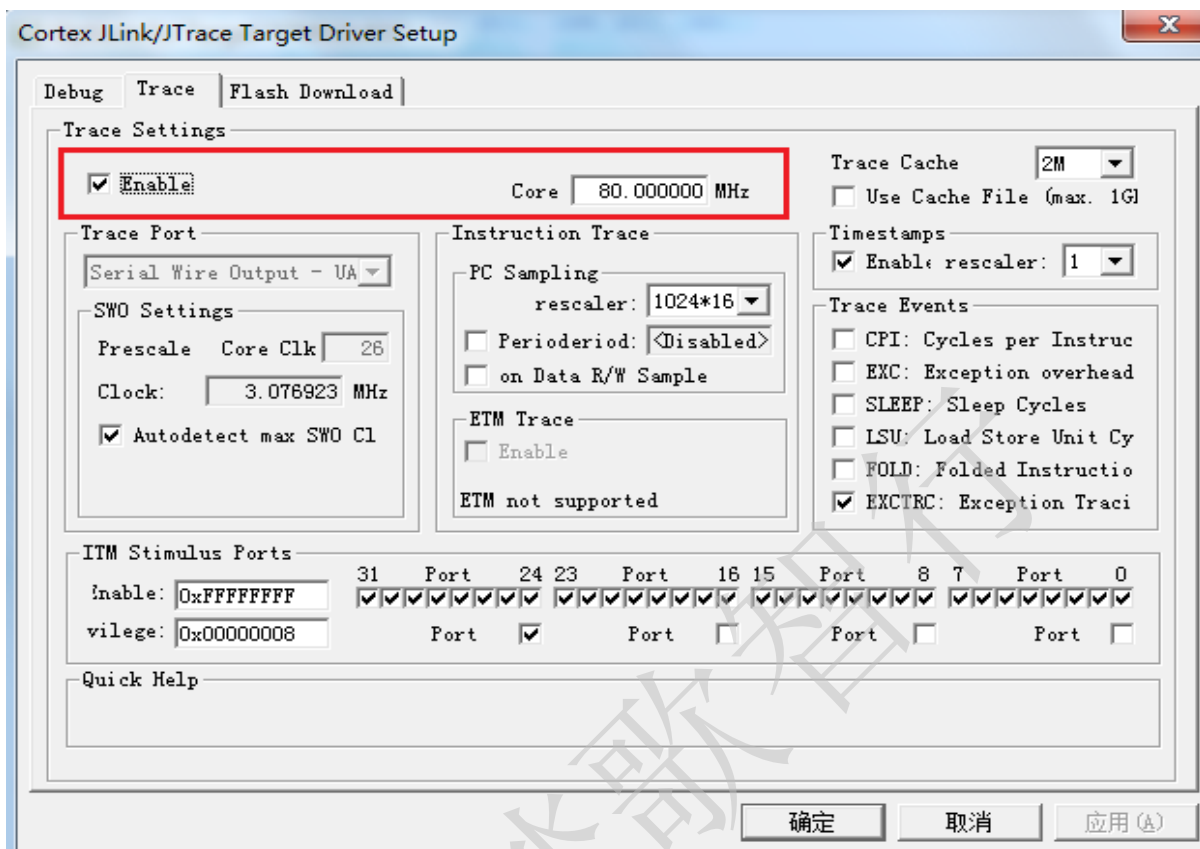 Cortex JLink/JTrace Target Driver Setup
Debug Trace Flash Download
Trace Settings
Enable Core 80.000000 MHz
Trace Cache 2M
Use Cache File (max. 1G
Trace Port
Serial Wire Output - UA
SWO Settings
Prescale Core Clk 26
Clock: 3.076923 MHz
Autodetect max SWO Cl
Instruction Trace
PC Sampling
rescaler: 1024*16
Perioderiod: <Disabled>
on Data R/W Sample
ETM Trace
Enable
ETM not supported
Timestamps
Enable rescaler: 1
Trace Events
CPI: Cycles per Instruc
EXC: Exception overhead
SLEEP: Sleep Cycles
LSU: Load Store Unit Cy
FOLD: Folded Instructio
EXCTRC: Exception Traci
ITM Stimulus Ports
31 Port 24 23 Port 16 15 Port 8 7 Port 0
nable: 0xFFFFFFFF
vilege: 0x00000008 Port Port Port Port
Quick Help
确定 取消 应用(A)
歌智行